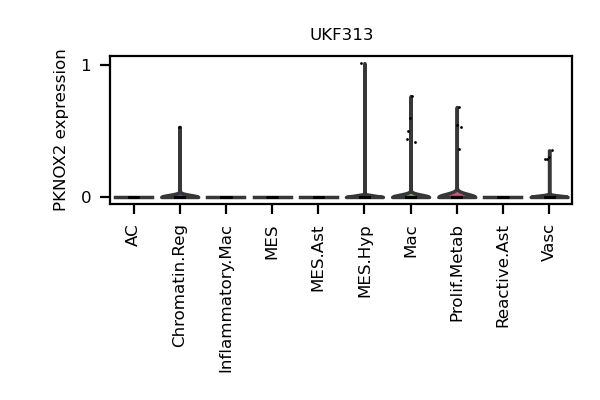 UKF313
PKNOX2 expression
1
0
AC
Chromatin.Reg
Inflammatory.Mac
MES
MES.Ast
MES.Hyp
Mac
Prolif.Metab
Reactive.Ast
Vasc